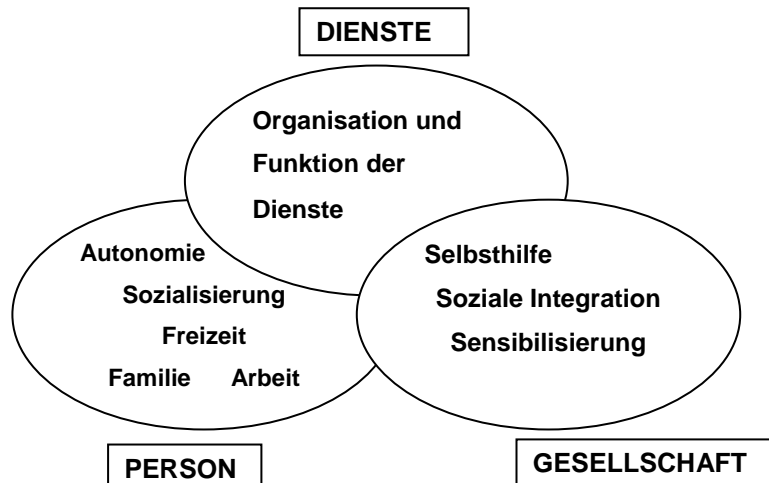 DIENSTE
Organisation und
Funktion der
Dienste
Autonomie
Sozialisierung
Freizeit
Familie Arbeit
Selbsthilfe
Soziale Integration
Sensibilisierung
PERSON
GESELLSCHAFT